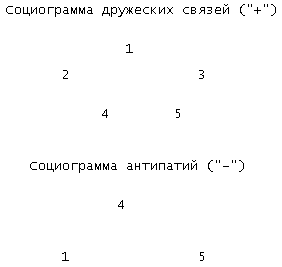 Социограмма дружеских связей ("+")
1
2 3
4 5
Социограмма антипатий ("-")
4
1 5